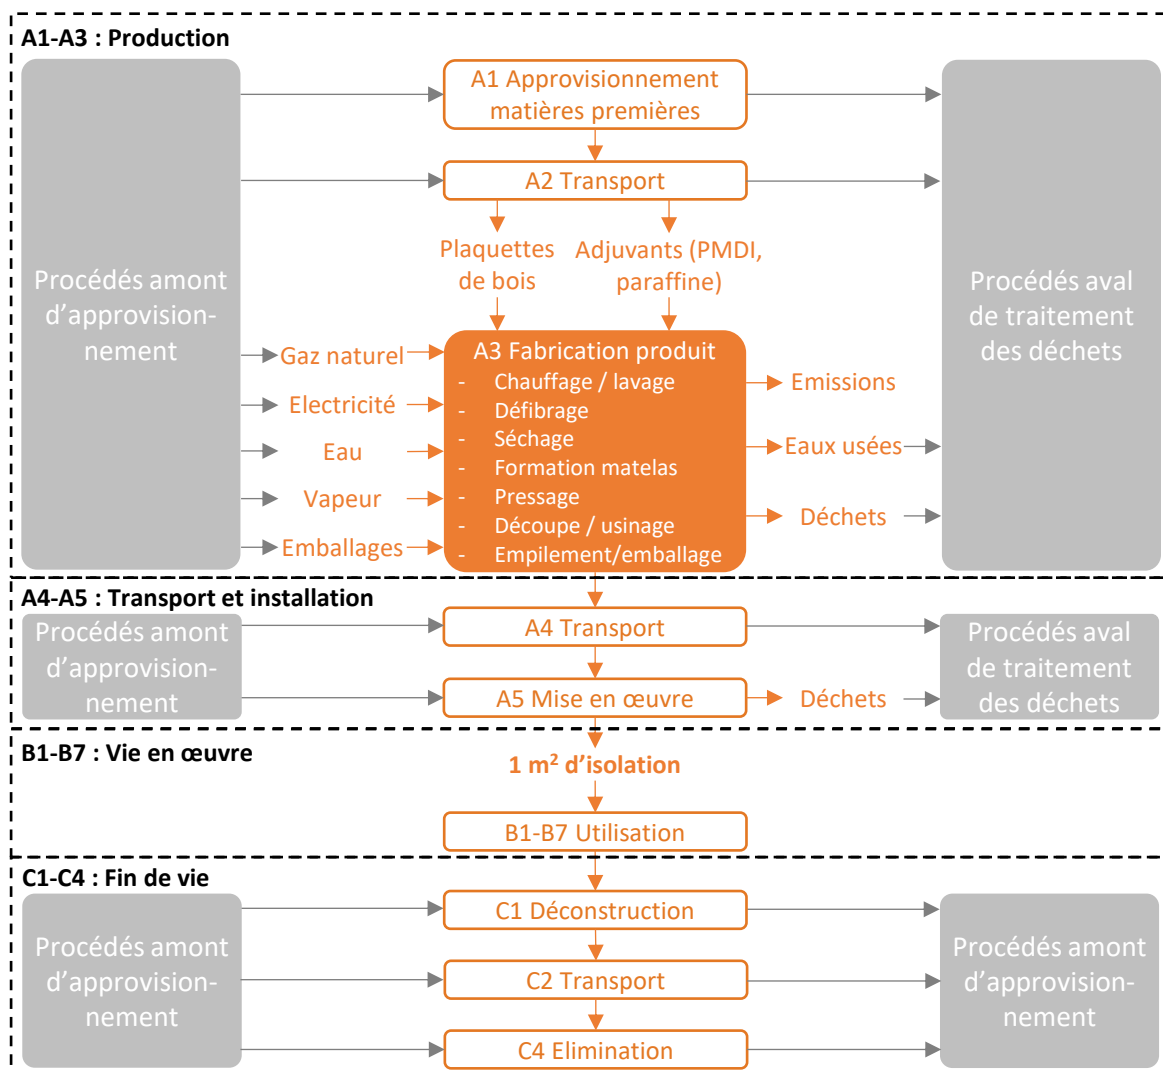 A1-A3 : Production
A1 Approvisionnement
matières premières
A2 Transport
Plaquettes
de bois
Adjuvants (PMDI,
paraffine)
Procédés amont
d'approvision-
nement
Procédés aval
de traitement
des déchets
Gaz naturel
Electricité
Eau
Vapeur
Emballages
A3 Fabrication produit
- Chauffage / lavage
- Défibrage
- Séchage
- Formation matelas
- Pressage
- Découpe / usinage
- Empilement/emballage
Emissions
Eaux usées
Déchets
A4-A5 : Transport et installation
Procédés amont
d'approvision-
nement
A4 Transport
A5 Mise en œuvre
Déchets
Procédés aval
de traitement
des déchets
B1-B7 : Vie en œuvre
1 m² d'isolation
B1-B7 Utilisation
C1-C4 : Fin de vie
Procédés amont
d'approvision-
nement
C1 Déconstruction
C2 Transport
C4 Elimination
Procédés amont
d'approvision-
nement